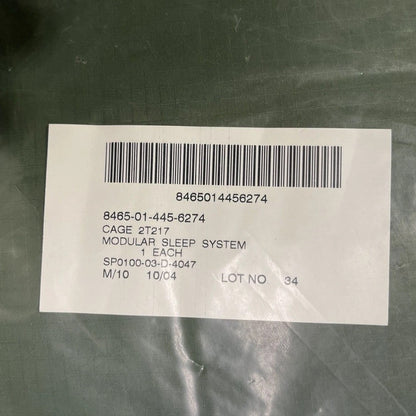 8465014456274
8465-01-445-6274
CAGE 2T217
MODULAR SLEEP SYSTEM
1 EACH
SP0100-03-D-4047
M/10 10/04 LOT NO 34